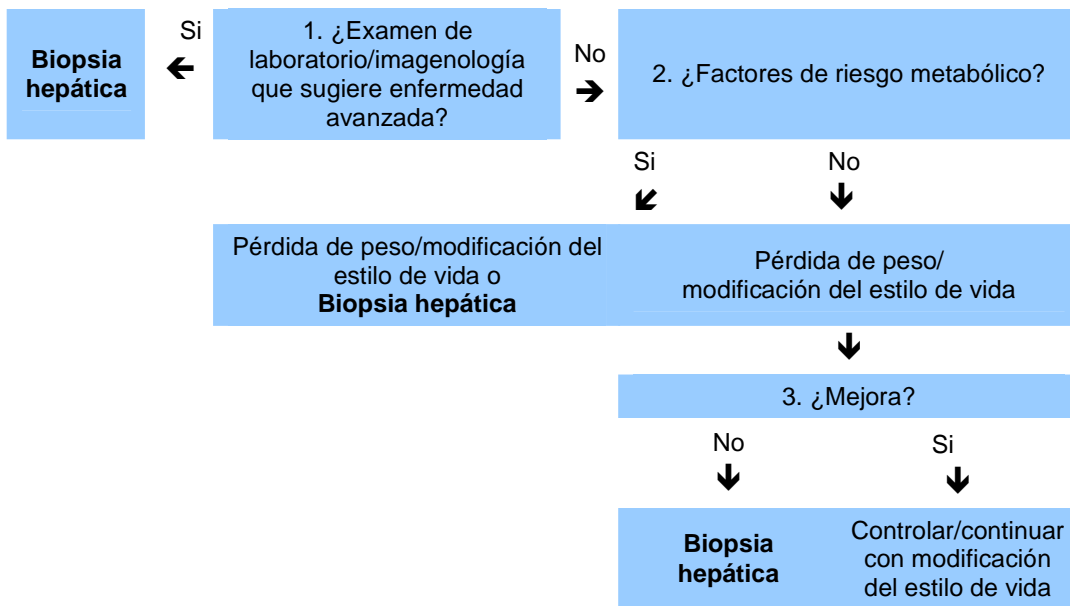 Biopsia
hepática
Si
1. ¿Examen de
laboratorio/imagenología
que sugiere enfermedad
avanzada?
No
2. ¿Factores de riesgo metabólico?
Si
No
Pérdida de peso/modificación del
estilo de vida o
Biopsia hepática
Pérdida de peso/
modificación del estilo de vida
3. ¿Mejora?
No
Si
Biopsia
hepática
Controlar/continuar
con modificación
del estilo de vida